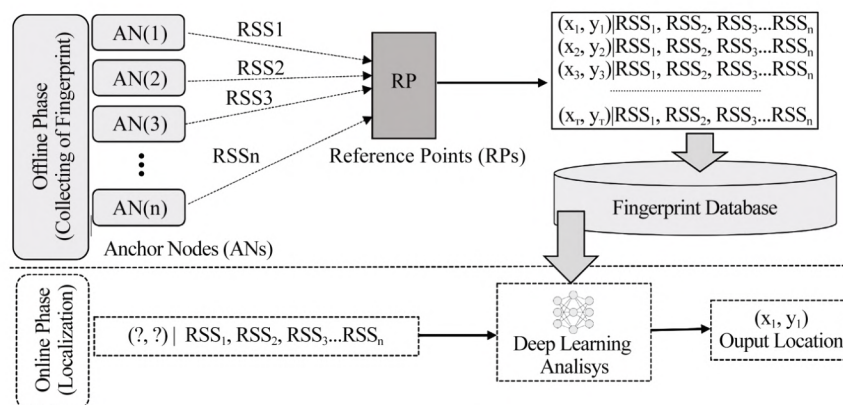 Offline Phase
(Collecting of Fingerprint)
AN(1)
AN(2)
AN(3)
AN(n)
Anchor Nodes (ANs)
RSS1
RSS2
RSS3
RSSn
RP
Reference Points (RPs)
(x₁, y₁)|RSS₁, RSS₂, RSS₃...RSSₙ
(x₂, y₂)|RSS₁, RSS₂, RSS₃...RSSₙ
(x₃, y₃)|RSS₁, RSS₂, RSS₃...RSSₙ
(xᴛ, yᴛ)|RSS₁, RSS₂, RSS₃...RSSₙ
Fingerprint Database
Online Phase
(Localization)
(?, ?) | RSS₁, RSS₂, RSS₃...RSSₙ
Deep Learning
Analisys
(x₁, y₁)
Ouput Location